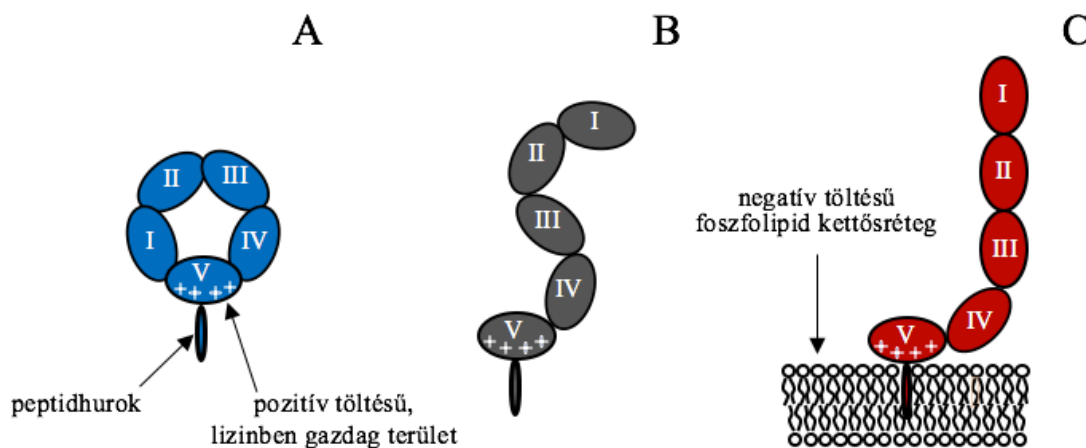 A
B
C
I
II
III
IV
V
+ + + +
I
II
III
IV
V
+ + + +
I
II
III
IV
V
+ + + +
negatív töltésű
foszfolipid kettősréteg
peptidhurok
pozitív töltésű,
lizinben gazdag terület